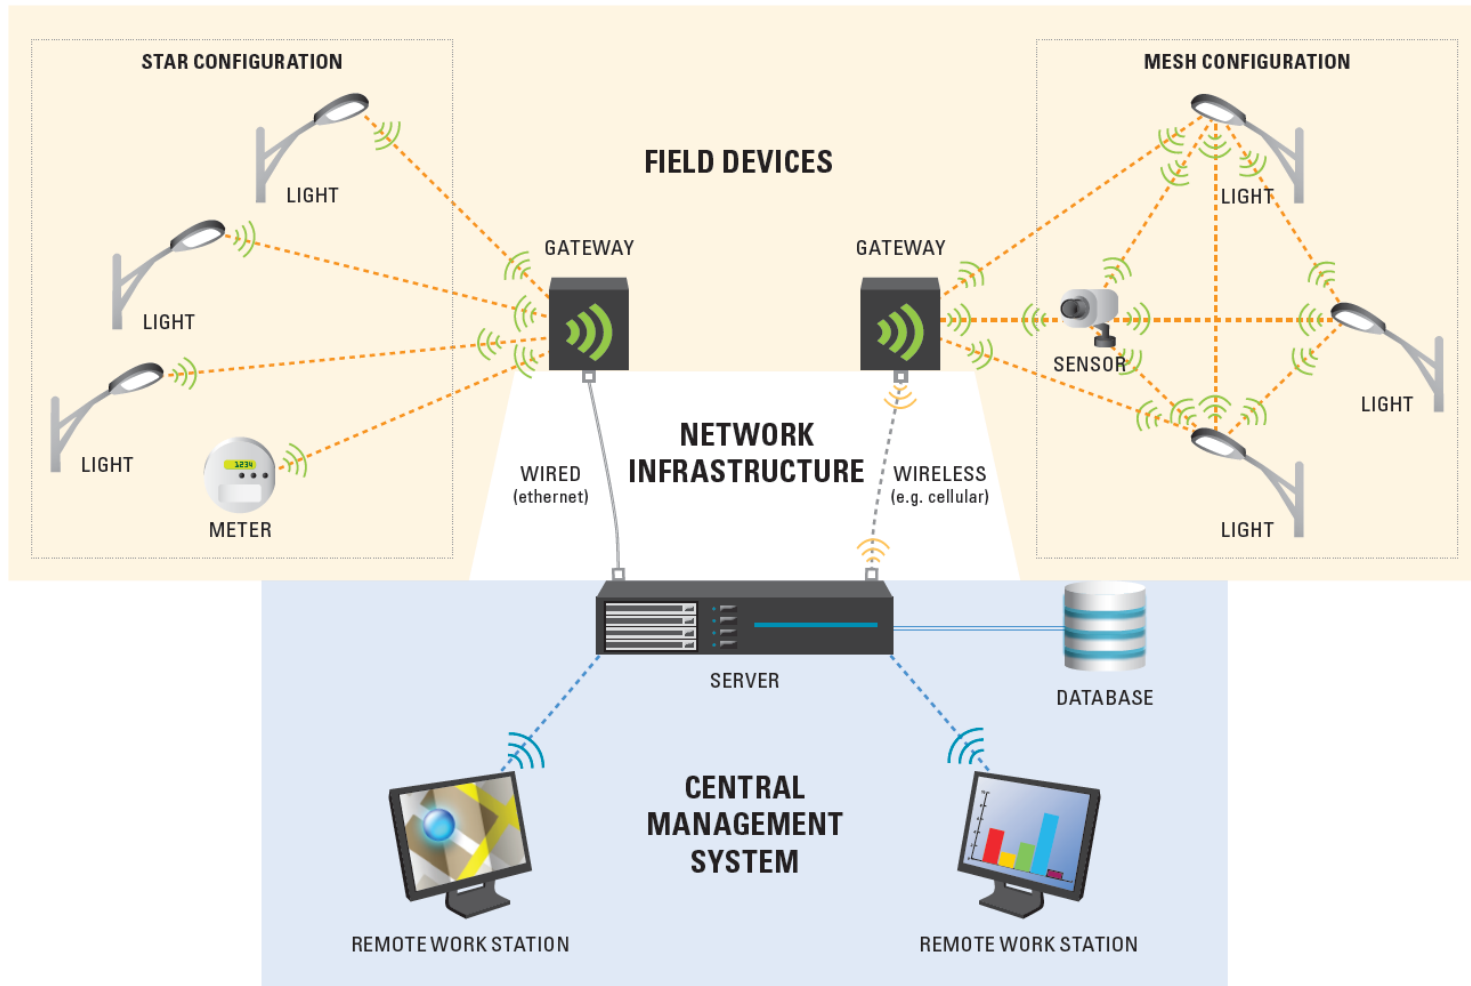 STAR CONFIGURATION
MESH CONFIGURATION
FIELD DEVICES
LIGHT
LIGHT
LIGHT
1234
METER
GATEWAY
GATEWAY
LIGHT
SENSOR
LIGHT
LIGHT
NETWORK
INFRASTRUCTURE
WIRED
(ethernet)
WIRELESS
(e.g. cellular)
SERVER
DATABASE
CENTRAL
MANAGEMENT
SYSTEM
REMOTE WORK STATION
REMOTE WORK STATION